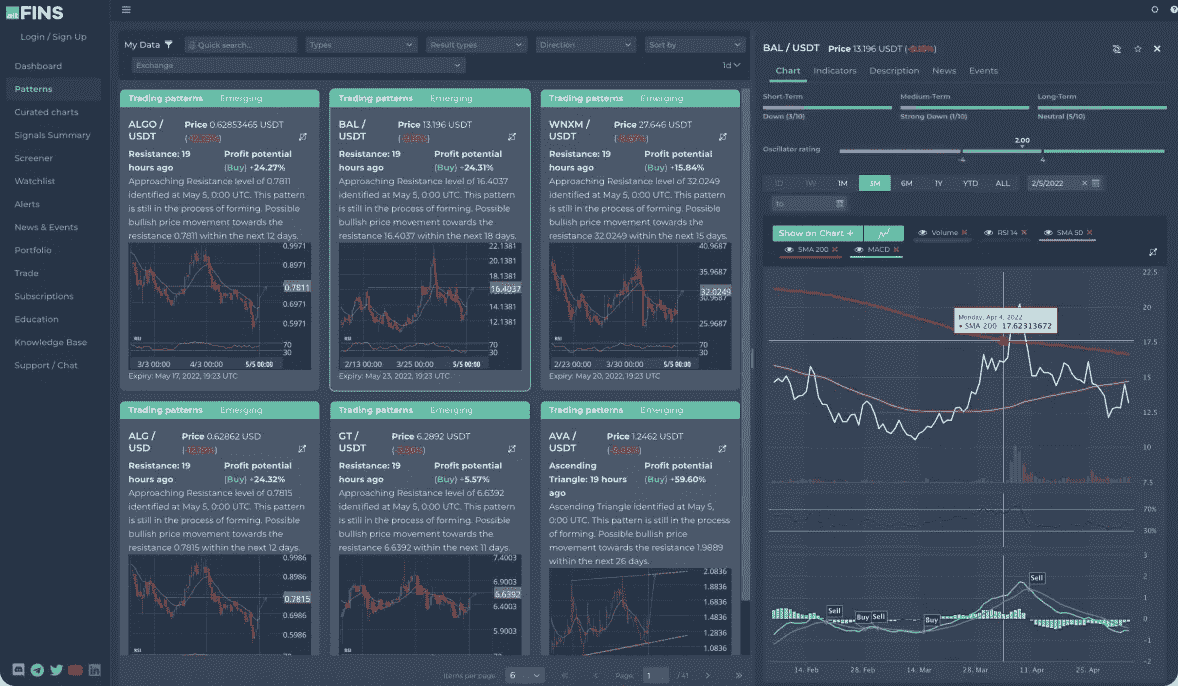 alt FINS
Login / Sign Up
Dashboard
Patterns
Curated charts
Signals Summary
Screener
Watchlist
Alerts
News & Events
Portfolio
Trade
Subscriptions
Education
Knowledge Base
Support / Chat
My Data
Quick search...
Types
Result types
Direction
Sort by
Exchange
1d
Trading patterns Emerging
ALGO / USDT
Price 0.62853465 USDT
Resistance: 19 hours ago
Profit potential
(Buy) +24.27%
Approaching Resistance level of 0.7811
identified at May 5, 0:00 UTC. This pattern
is still in the process of forming. Possible
bullish price movement towards the
resistance 0.7811 within the next 12 days.
0.9971
0.8971
0.7811
0.6971
0.5971
RSI
70
30
3/3 00:00 4/3 00:00 5/5 00:00
Expiry: May 17, 2022, 19:23 UTC
Trading patterns Emerging
BAL / USDT
Price 13.196 USDT
Resistance: 19 hours ago
Profit potential
(Buy) +24.31%
Approaching Resistance level of 16.4037
identified at May 5, 0:00 UTC. This pattern
is still in the process of forming. Possible
bullish price movement towards the
resistance 16.4037 within the next 18 days.
22.1381
20.1381
18.1381
16.4037
14.1381
12.1381
RSI
70
30
2/13 00:00 3/25 00:00 5/5 00:00
Expiry: May 23, 2022, 19:23 UTC
Trading patterns Emerging
WNXM / USDT
Price 27.646 USDT
Resistance: 19 hours ago
Profit potential
(Buy) +15.84%
Approaching Resistance level of 32.0249
identified at May 5, 0:00 UTC. This pattern
is still in the process of forming. Possible
bullish price movement towards the
resistance 32.0249 within the next 15 days.
40.9687
35.9687
32.0249
30.9687
25.9687
RSI
70
30
2/23 00:00 3/30 00:00 5/5 00:00
Expiry: May 20, 2022, 19:23 UTC
Trading patterns Emerging
ALG / USD
Price 0.62862 USD
Resistance: 19 hours ago
Profit potential
(Buy) +24.32%
Approaching Resistance level of 0.7815
identified at May 5, 0:00 UTC. This pattern
is still in the process of forming. Possible
bullish price movement towards the
resistance 0.7815 within the next 12 days.
0.9986
0.8986
0.7815
0.6986
0.5986
RSI
Trading patterns Emerging
GT / USDT
Price 6.2892 USDT
Resistance: 19 hours ago
Profit potential
(Buy) +5.57%
Approaching Resistance level of 6.6392
identified at May 5, 0:00 UTC. This pattern
is still in the process of forming. Possible
bullish price movement towards the
resistance 6.6392 within the next 11 days.
7.4003
6.9003
6.6392
6.4003
5.9003
RSI
Trading patterns Emerging
AVA / USDT
Price 1.2462 USDT
Ascending Triangle: 19 hours ago
Profit potential
(Buy) +59.60%
Ascending Triangle identified at May 5,
0:00 UTC. This pattern is still in the process
of forming. Possible bullish price
movement towards the resistance 1.9889
within the next 26 days.
2.0836
1.8836
1.6836
1.4836
1.2836
1.0836
Items per page: 6
Page: 1 / 41
BAL / USDT Price 13.196 USDT
Chart Indicators Description News Events
Short-Term
Down (3/10)
Medium-Term
Strong Down (1/10)
Long-Term
Neutral (5/10)
Oscillator rating
2.00
-4
4
1D 1W 1M 3M 6M 1Y YTD ALL
2/5/2022
to
Show on Chart +
Volume
RSI 14
SMA 50
SMA 200
MACD
Monday, Apr 4, 2022
SMA 200 17.62313672
22.5
20
17.5
15
12.5
10
7.5
70%
30%
3
2
1
0
-1
-2
Sell
Buy
Sell
Buy
Sell
14. Feb 28. Feb 14. Mar 28. Mar 11. Apr 25. Apr